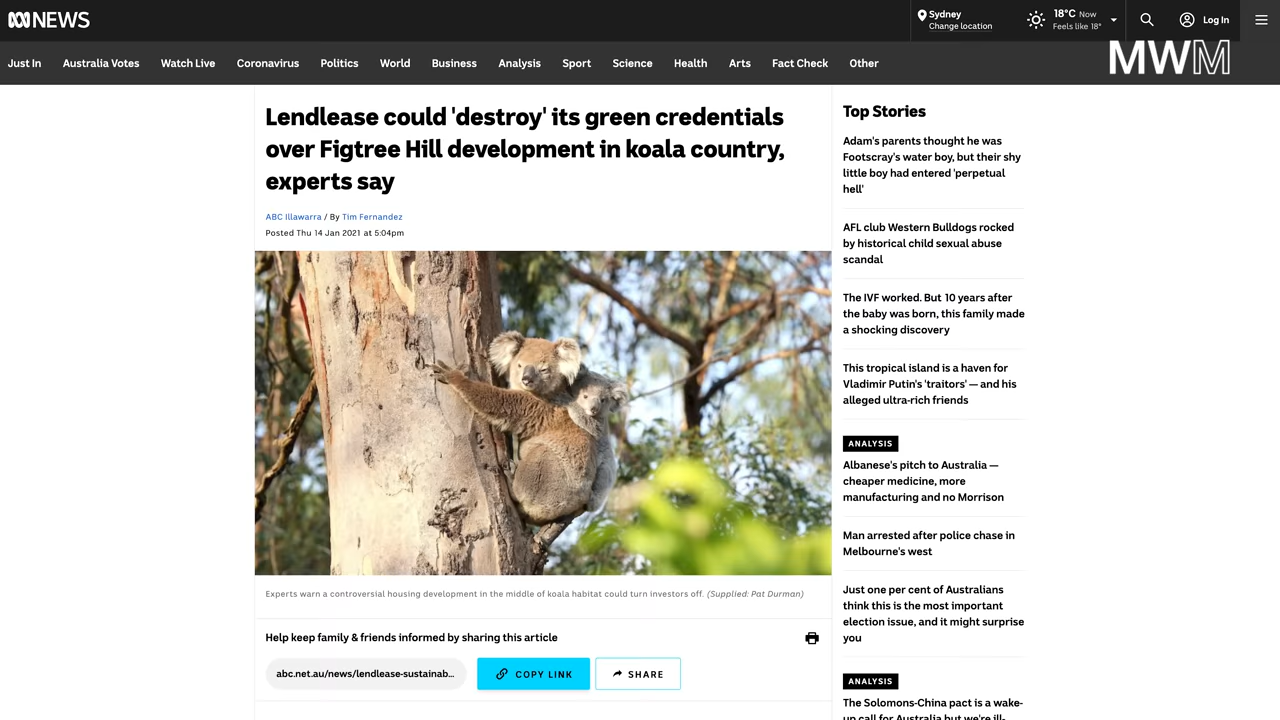 NEWS
Sydney
Change location
18°C Now
Feels like 18°
Log In
Just In
Australia Votes
Watch Live
Coronavirus
Politics
World
Business
Analysis
Sport
Science
Health
Arts
Fact Check
Other
MWM
Lendlease could 'destroy' its green credentials
over Figtree Hill development in koala country,
experts say
ABC Illawarra / By Tim Fernandez
Posted Thu 14 Jan 2021 at 5:04pm
Experts warn a controversial housing development in the middle of koala habitat could turn investors off. (Supplied: Pat Durman)
Help keep family & friends informed by sharing this article
abc.net.au/news/lendlease-sustainab...
COPY LINK
SHARE
Top Stories
Adam's parents thought he was
Footscray's water boy, but their shy
little boy had entered 'perpetual
hell'
AFL club Western Bulldogs rocked
by historical child sexual abuse
scandal
The IVF worked. But 10 years after
the baby was born, this family made
a shocking discovery
This tropical island is a haven for
Vladimir Putin's 'traitors' — and his
alleged ultra-rich friends
ANALYSIS
Albanese's pitch to Australia —
cheaper medicine, more
manufacturing and no Morrison
Man arrested after police chase in
Melbourne's west
Just one per cent of Australians
think this is the most important
election issue, and it might surprise
you
ANALYSIS
The Solomons-China pact is a wake-
up call for Australia but we're ill-